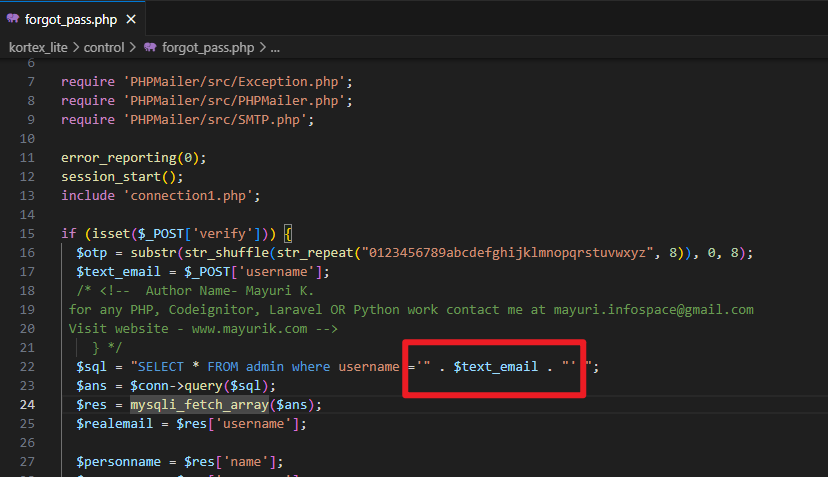 forgot_pass.php ×
kortex_lite > control > forgot_pass.php > ...
6
7 require 'PHPMailer/src/Exception.php';
8 require 'PHPMailer/src/PHPMailer.php';
9 require 'PHPMailer/src/SMTP.php';
10
11 error_reporting(0);
12 session_start();
13 include 'connection1.php';
14
15 if (isset($_POST['verify'])) {
16 $otp = substr(str_shuffle(str_repeat("0123456789abcdefghijklmnopqrstuvwxyz", 8)), 0, 8);
17 $text_email = $_POST['username'];
18 /* <!-- Author Name- Mayuri K.
19 for any PHP, Codeignitor, Laravel OR Python work contact me at mayuri.infospace@gmail.com
20 Visit website - www.mayurik.com -->
21 } */
22 $sql = "SELECT * FROM admin where username ='" . $text_email . "' ";
23 $ans = $conn->query($sql);
24 $res = mysqli_fetch_array($ans);
25 $realemail = $res['username'];
26
27 $personname = $res['name'];
28